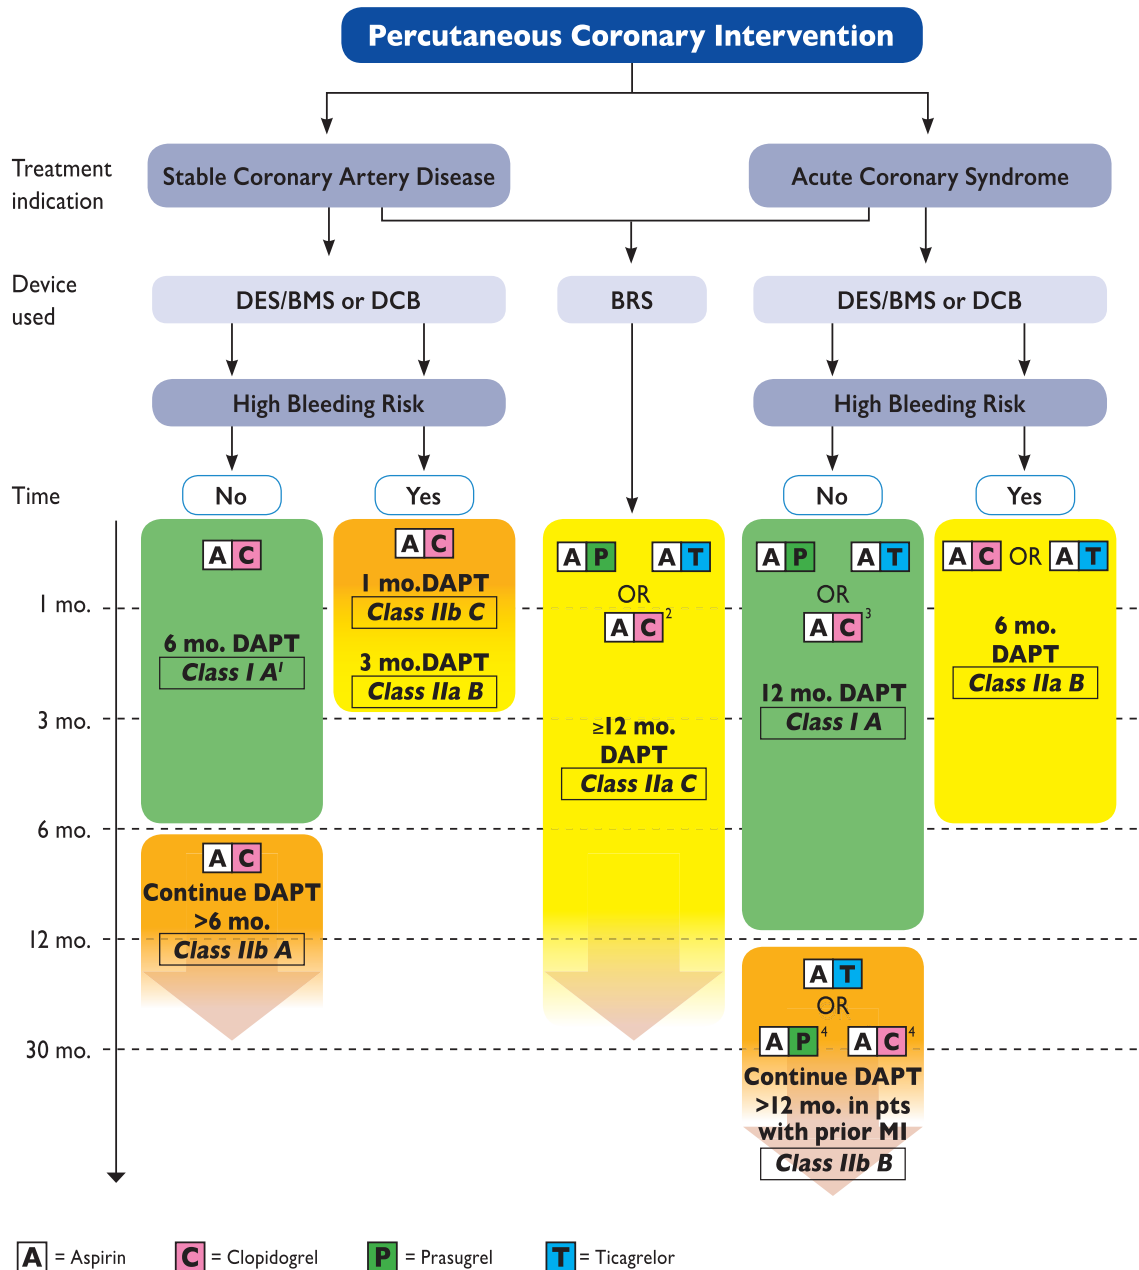 Percutaneous Coronary Intervention
Treatment
indication
Stable Coronary Artery Disease
Acute Coronary Syndrome
Device
used
DES/BMS or DCB
BRS
DES/BMS or DCB
High Bleeding Risk
High Bleeding Risk
Time
No
Yes
No
Yes
A C
6 mo. DAPT
Class I A¹
A C
1 mo.DAPT
Class IIb C
3 mo.DAPT
Class IIa B
A P A T
OR
A C ²
≥12 mo.
DAPT
Class IIa C
A P A T
OR
A C ³
12 mo. DAPT
Class I A
A C OR A T
6 mo.
DAPT
Class IIa B
1 mo.
3 mo.
6 mo.
12 mo.
30 mo.
A C
Continue DAPT
>6 mo.
Class IIb A
A T
OR
A P ⁴ A C ⁴
Continue DAPT
>12 mo. in pts
with prior MI
Class IIb B
A = Aspirin C = Clopidogrel P = Prasugrel T = Ticagrelor